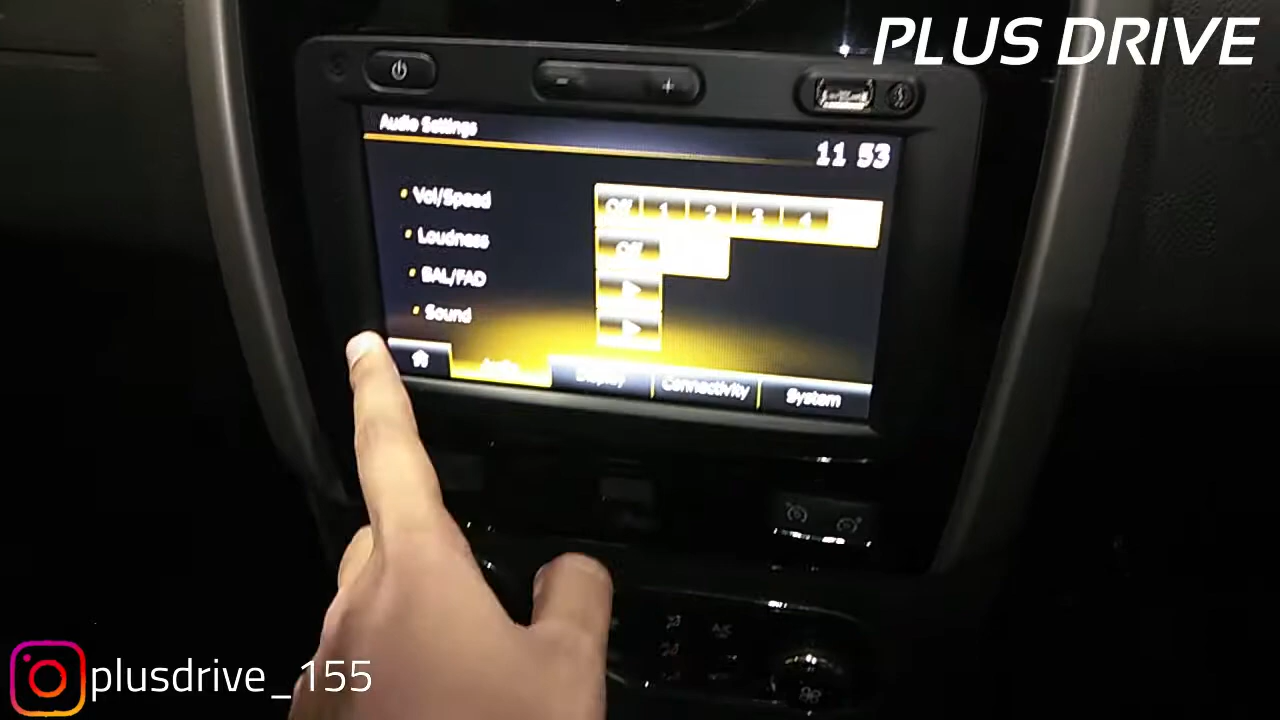 PLUS DRIVE
Audio Settings
11 53
Vol/Speed
Off 1 2 3 4
Loudness
Off
BAL/FAD
Sound
Audio Display Connectivity System
A/C
plusdrive_155